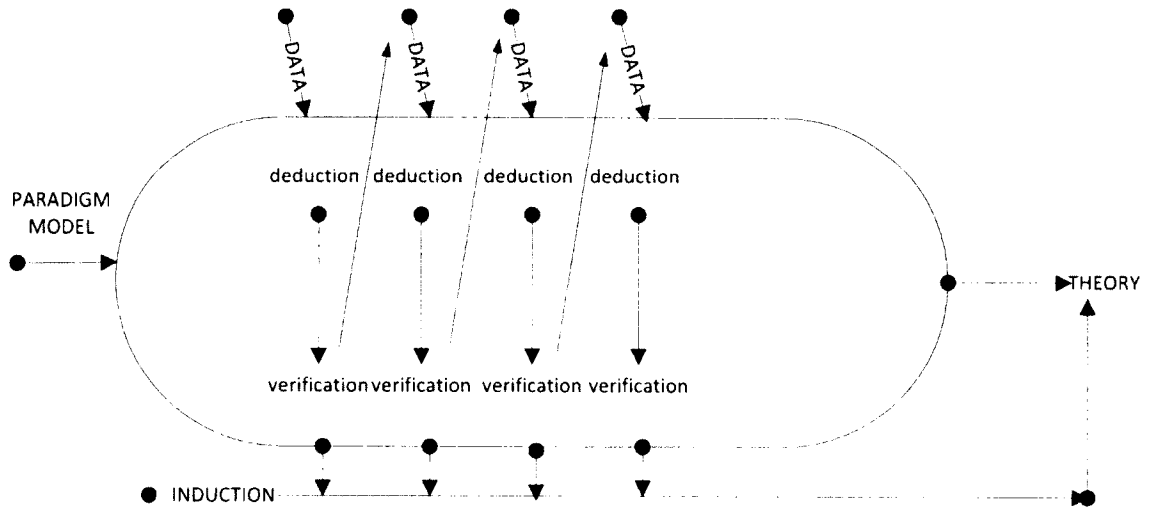 DATA DATA DATA DATA
deduction deduction deduction deduction
PARADIGM
MODEL
THEORY
verification verification verification verification
INDUCTION